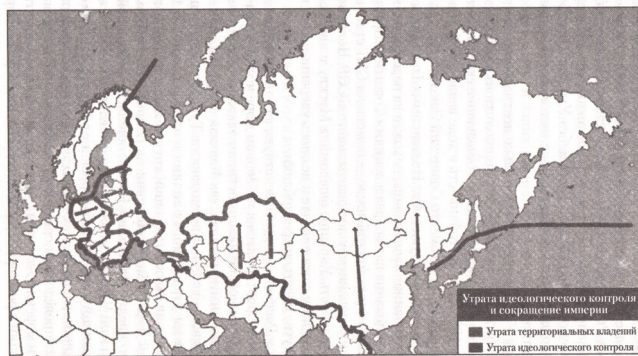 Утрата идеологического контроля
и сокращение империи
Утрата территориальных владений
Утрата идеологического контроля